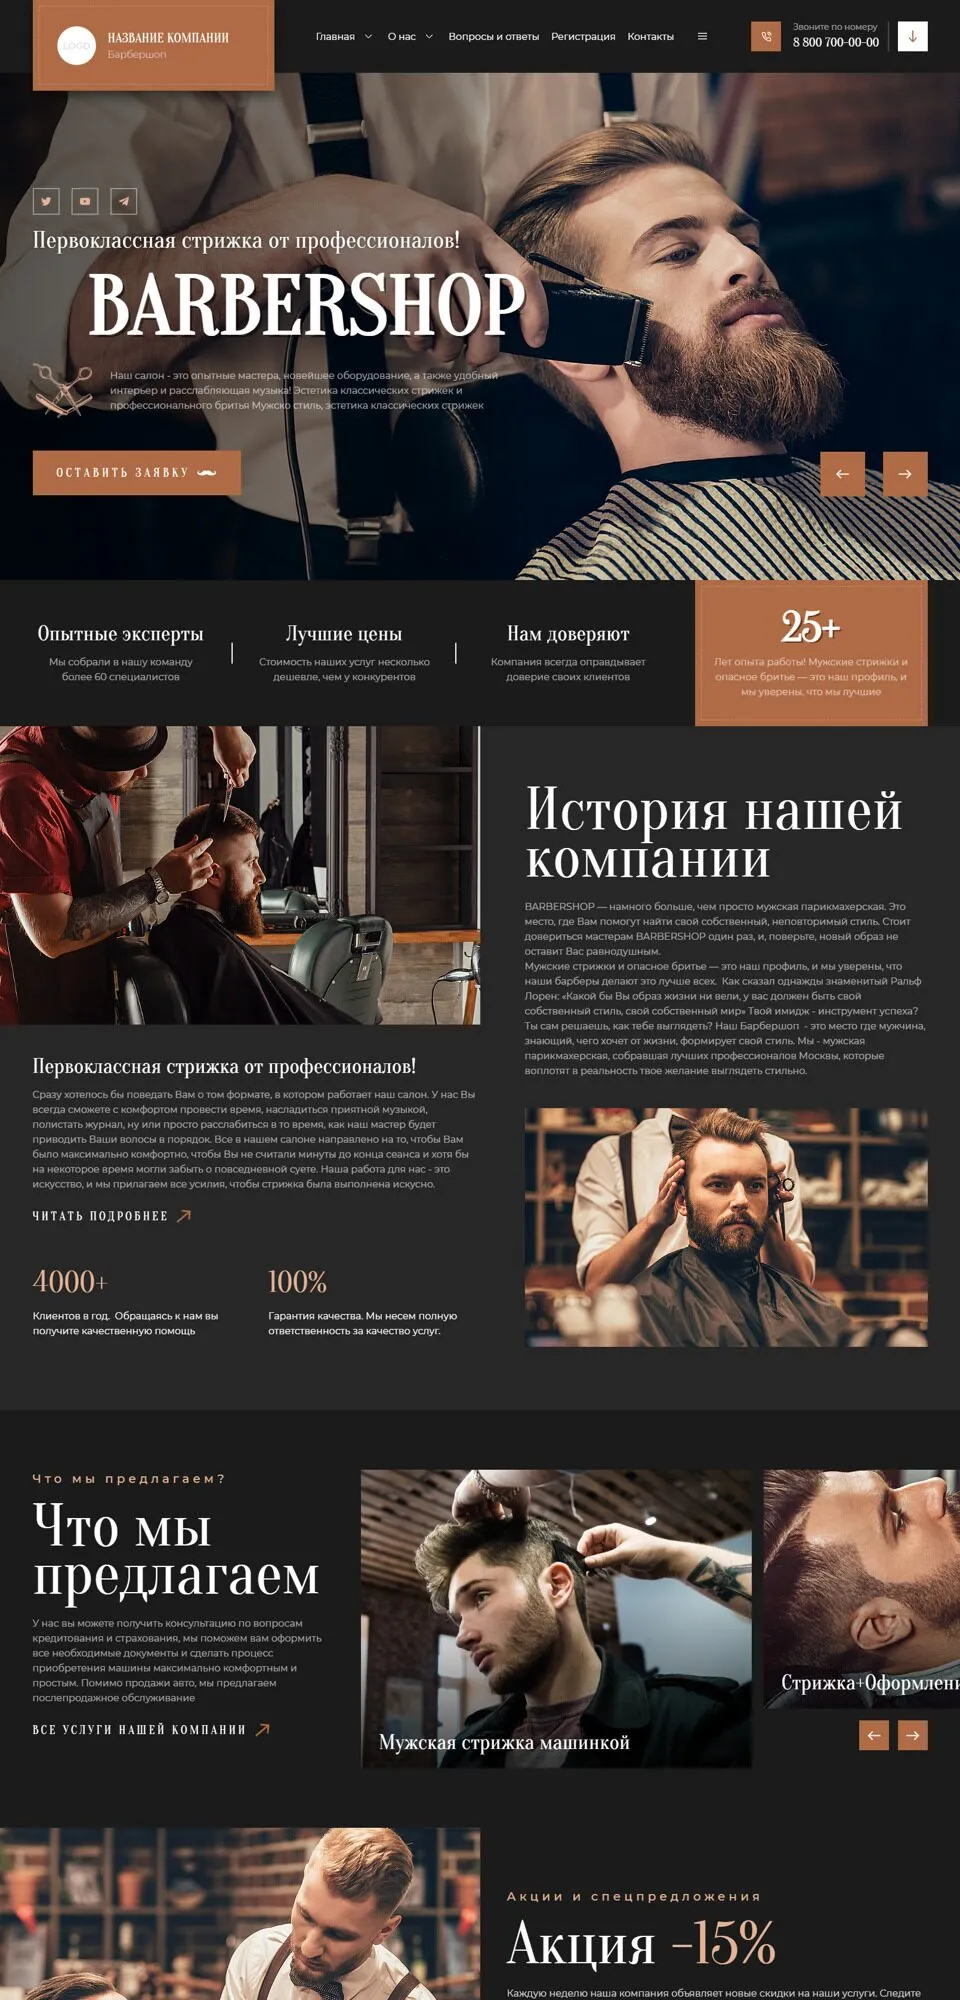 LOGO
НАЗВАНИЕ КОМПАНИИ
Барбершоп
Главная
О нас
Вопросы и ответы
Регистрация
Контакты
Звоните по номеру
8 800 700-00-00
Первоклассная стрижка от профессионалов!
BARBERSHOP
Наш салон - это опытные мастера, новейшее оборудование, а также удобный
интерьер и расслабляющая музыка! Эстетика классических стрижек и
профессионального бритья Мужско стиль, эстетика классических стрижек
ОСТАВИТЬ ЗАЯВКУ
Опытные эксперты
Мы собрали в нашу команду
более 60 специалистов
Лучшие цены
Стоимость наших услуг несколько
дешевле, чем у конкурентов
Нам доверяют
Компания всегда оправдывает
доверие своих клиентов
25+
Лет опыта работы! Мужские стрижки и
опасное бритье — это наш профиль, и
мы уверены, что мы лучшие
История нашей
компании
BARBERSHOP — намного больше, чем просто мужская парикмахерская. Это
место, где Вам помогут найти свой собственный, неповторимый стиль. Стоит
довериться мастерам BARBERSHOP один раз, и, поверьте, новый образ не
оставит Вас равнодушным.
Мужские стрижки и опасное бритье — это наш профиль, и мы уверены, что
наши барберы делают это лучше всех. Как сказал однажды знаменитый Ральф
Лорен: «Какой бы Вы образ жизни ни вели, у вас должен быть свой
собственный стиль, свой собственный мир» Твой имидж - инструмент успеха?
Ты сам решаешь, как тебе выглядеть? Наш Барбершоп - это место где мужчина,
знающий, чего хочет от жизни, формирует свой стиль. Мы - мужская
парикмахерская, собравшая лучших профессионалов Москвы, которые
воплотят в реальность твое желание выглядеть стильно.
Первоклассная стрижка от профессионалов!
Сразу хотелось бы поведать Вам о том формате, в котором работает наш салон. У нас Вы
всегда сможете с комфортом провести время, насладиться приятной музыкой,
полистать журнал, ну или просто расслабиться в то время, как наш мастер будет
приводить Ваши волосы в порядок. Все в нашем салоне направлено на то, чтобы Вам
было максимально комфортно, чтобы Вы не считали минуты до конца сеанса и хотя бы
на некоторое время могли забыть о повседневной суете. Наша работа для нас - это
искусство, и мы прилагаем все усилия, чтобы стрижка была выполнена искусно.
ЧИТАТЬ ПОДРОБНЕЕ
4000+
Клиентов в год. Обращаясь к нам вы
получите качественную помощь
100%
Гарантия качества. Мы несем полную
ответственность за качество услуг.
Что мы предлагаем?
Что мы
предлагаем
У нас вы можете получить консультацию по вопросам
кредитования и страхования, мы поможем вам оформить
все необходимые документы и сделать процесс
приобретения машины максимально комфортным и
простым. Помимо продажи авто, мы предлагаем
послепродажное обслуживание
ВСЕ УСЛУГИ НАШЕЙ КОМПАНИИ
Мужская стрижка машинкой
Стрижка+Оформлени
Акции и спецпредложения
Акция -15%
Каждую неделю наша компания объявляет новые скидки на наши услуги. Следите